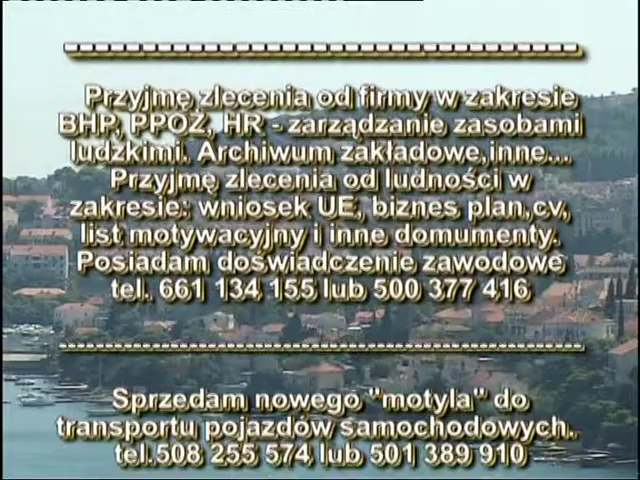 Przyjmę zlecenia od firmy w zakresie
BHP, PPOŻ, HR - zarządzanie zasobami
ludzkimi. Archiwum zakładowe,inne...
Przyjmę zlecenia od ludności w
zakresie: wniosek UE, biznes plan,cv,
list motywacyjny i inne domumenty.
Posiadam doświadczenie zawodowe
tel. 661 134 155 lub 500 377 416
Sprzedam nowego "motyla" do
transportu pojazdów samochodowych.
tel.508 255 574 lub 501 389 910